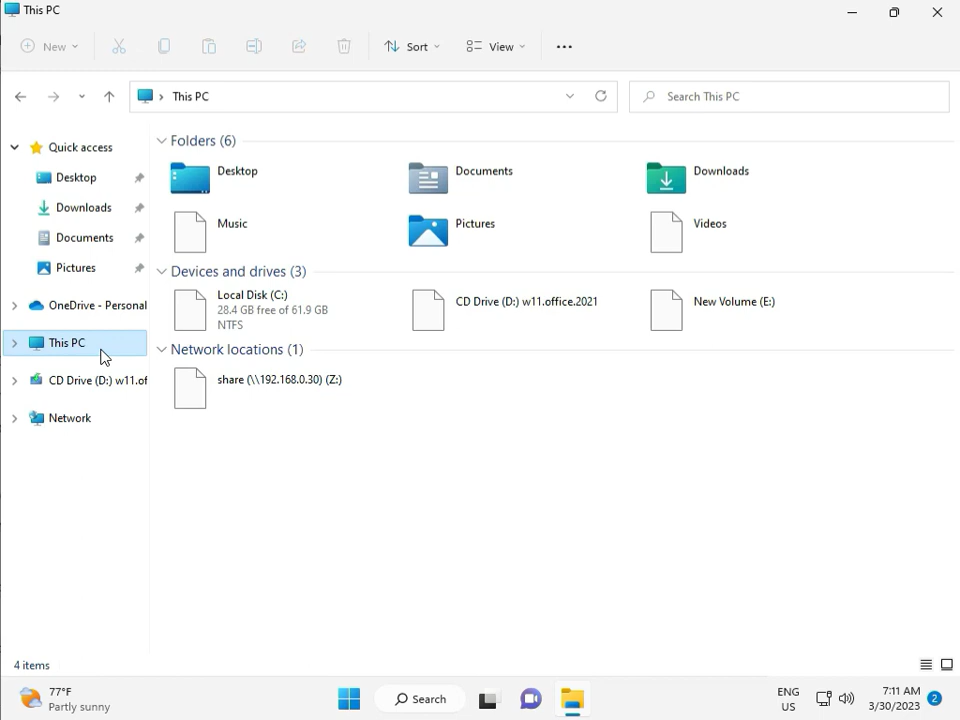 This PC
New
Sort
View
This PC
Search This PC
Quick access
Desktop
Downloads
Documents
Pictures
OneDrive - Personal
This PC
CD Drive (D:) w11.of
Network
Folders (6)
Desktop
Documents
Downloads
Music
Pictures
Videos
Devices and drives (3)
Local Disk (C:)
28.4 GB free of 61.9 GB
NTFS
CD Drive (D:) w11.office.2021
New Volume (E:)
Network locations (1)
share (\\192.168.0.30) (Z:)
4 items
77°F
Partly sunny
Search
ENG
US
7:11 AM
3/30/2023
2